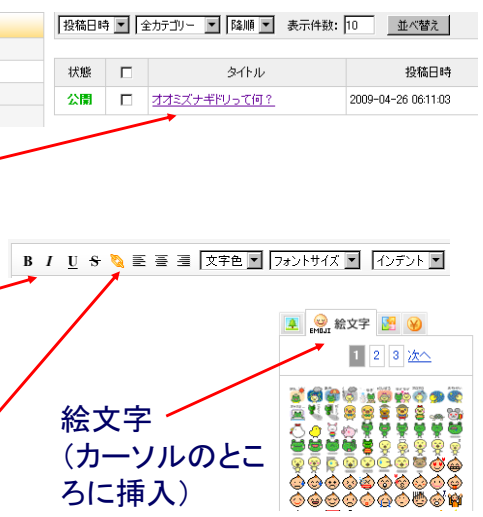 投稿日時 全カテゴリー 降順 表示件数: 10 並べ替え
状態 タイトル 投稿日時
公開 オオミズナギドリって何? 2009-04-26 06:11:03
B I U S 文字色 フォントサイズ インデント
EMOJI 絵文字
1 2 3 次へ
絵文字
(カーソルのとこ
ろに挿入)